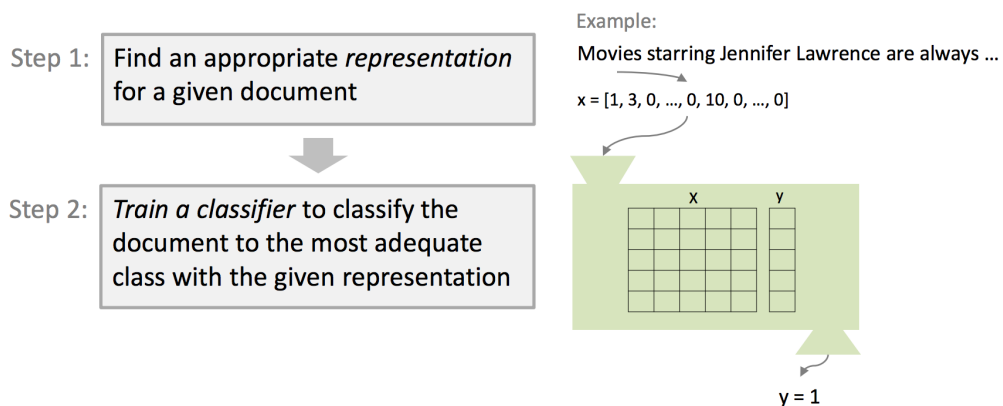 Step 1:
Find an appropriate representation
for a given document
Step 2:
Train a classifier to classify the
document to the most adequate
class with the given representation
Example:
Movies starring Jennifer Lawrence are always …
x = [1, 3, 0, …, 0, 10, 0, …, 0]
X y
y = 1